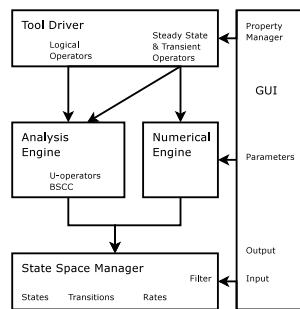 Tool Driver
Logical
Operators
Steady State
& Transient
Operators
Property
Manager
GUI
Analysis
Engine
U-operators
BSCC
Numerical
Engine
Parameters
Output
State Space Manager
Filter
Input
States Transitions Rates